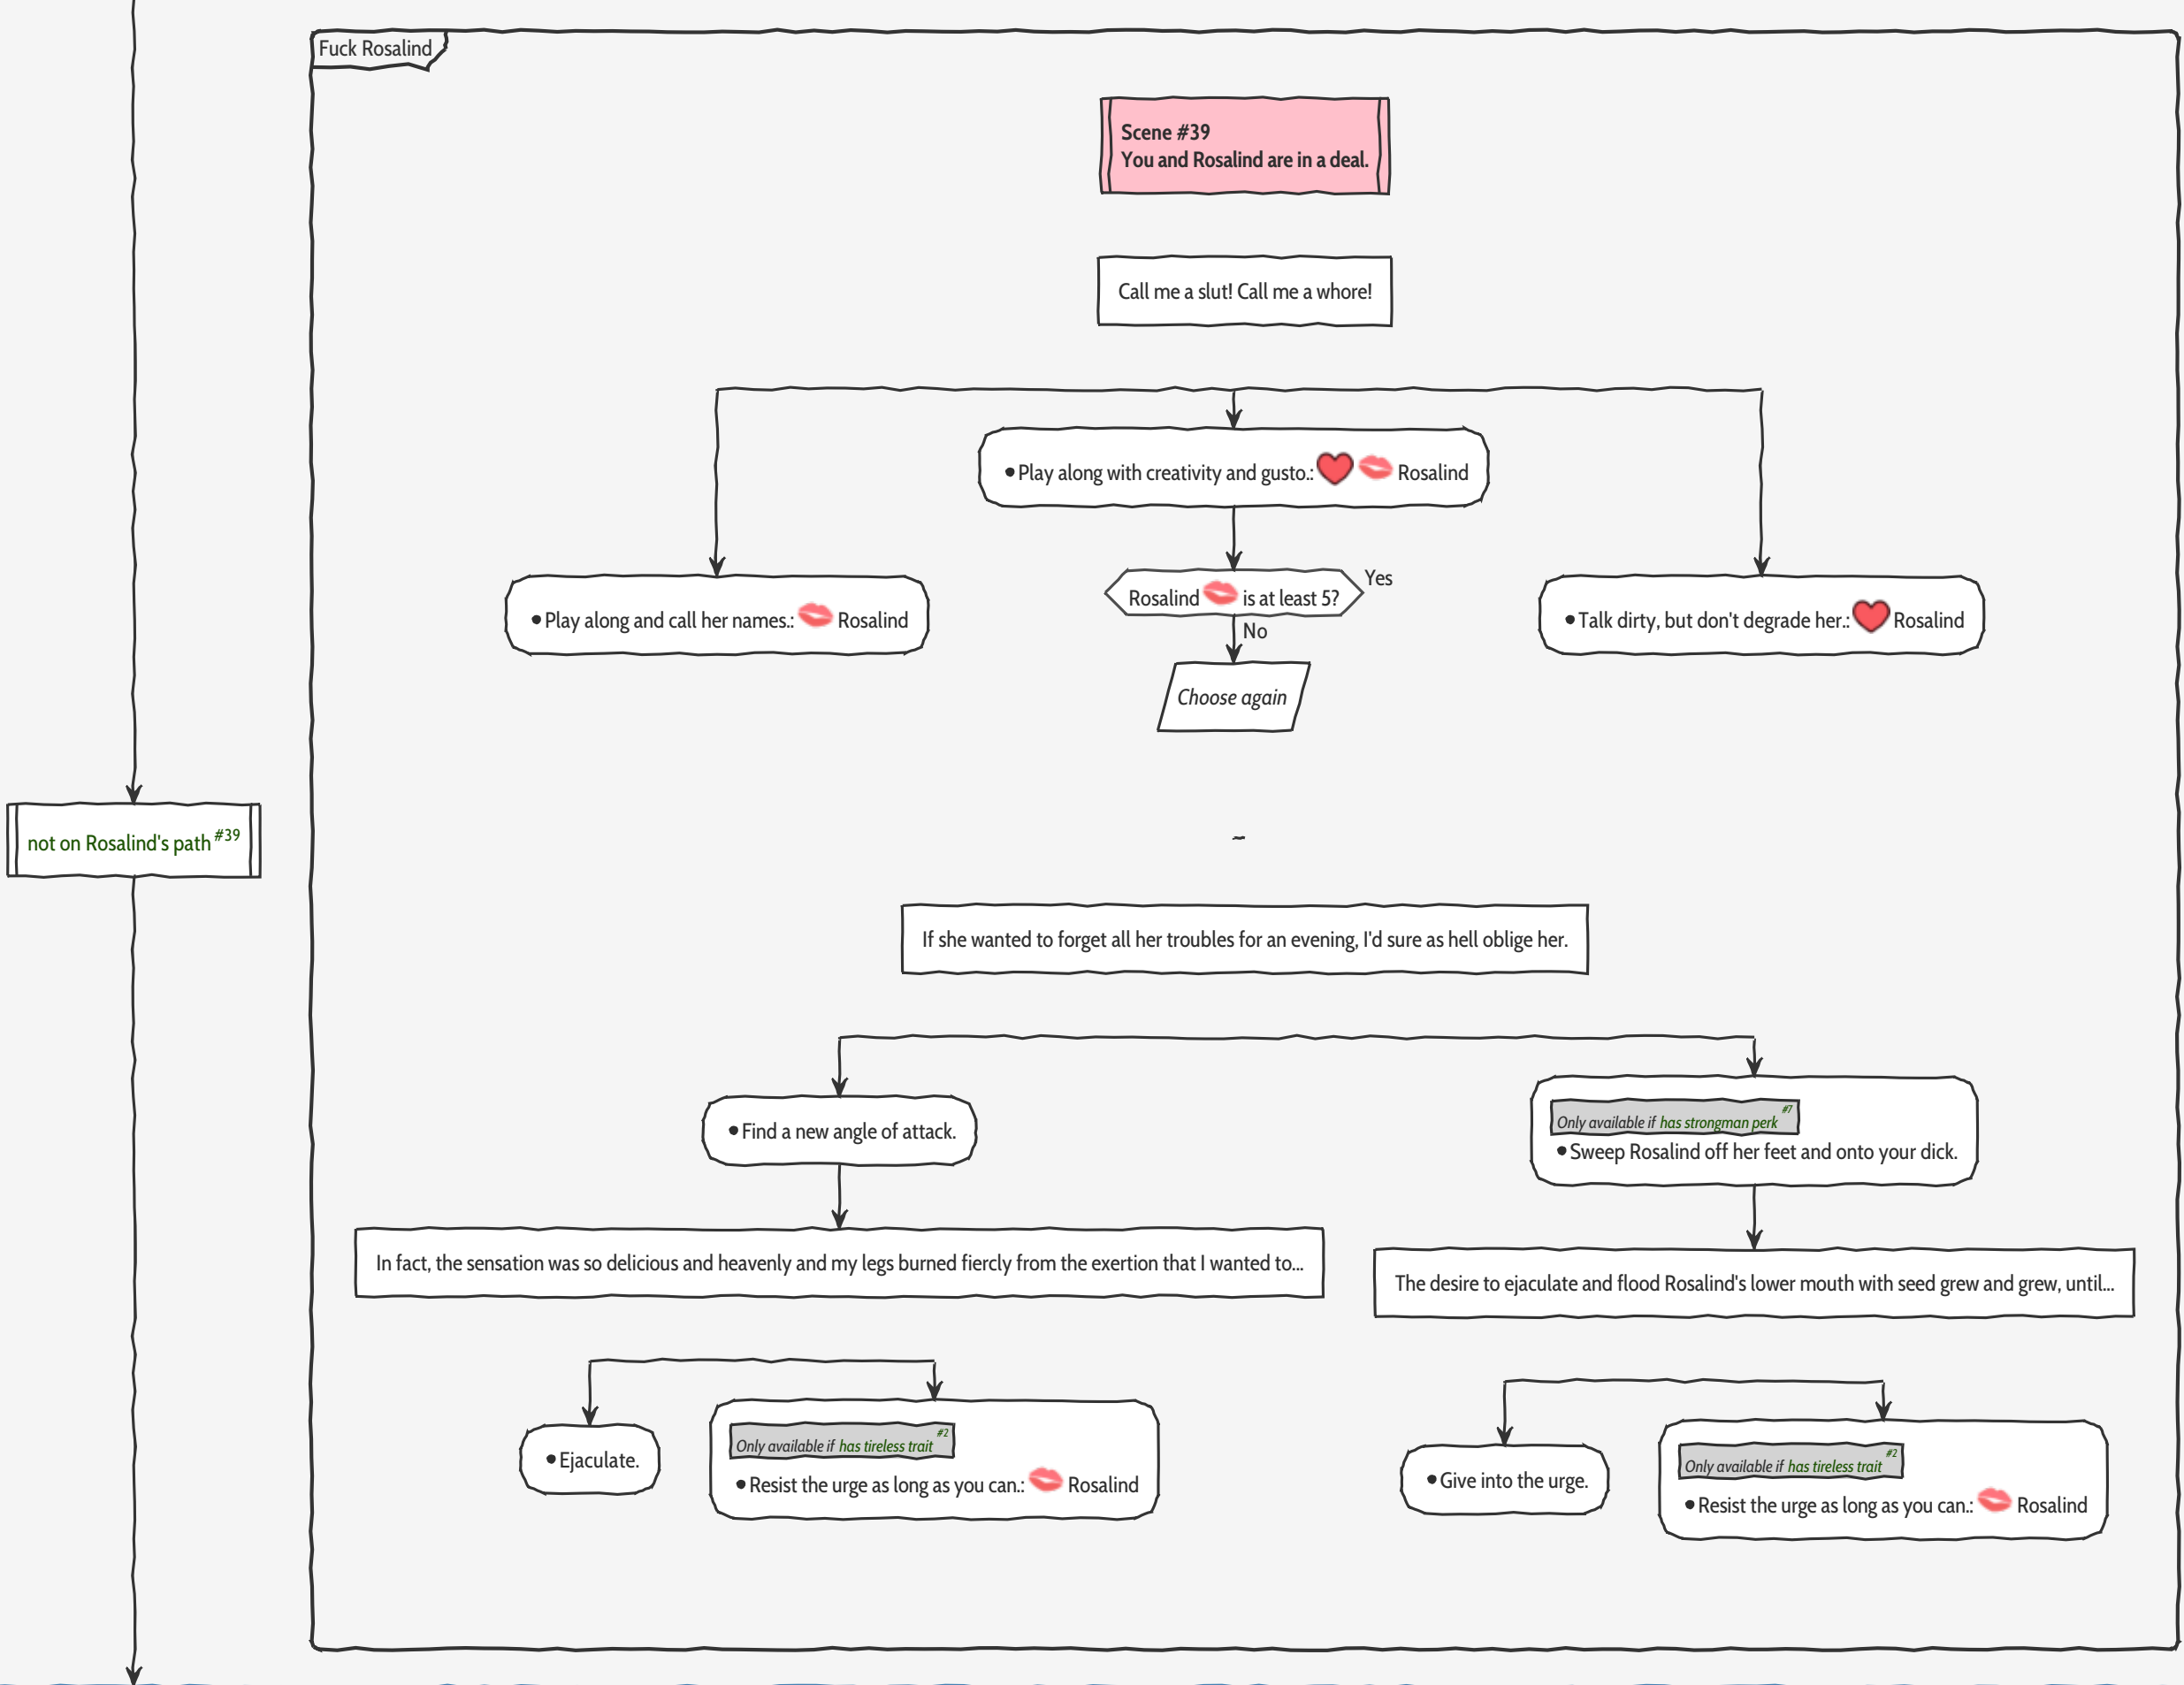 Fuck Rosalind
Scene #39
You and Rosalind are in a deal.
Call me a slut! Call me a whore!
• Play along with creativity and gusto.: Rosalind
• Play along and call her names.: Rosalind
Rosalind is at least 5?
Yes
No
• Talk dirty, but don't degrade her.: Rosalind
Choose again
not on Rosalind's path #39
~
If she wanted to forget all her troubles for an evening, I'd sure as hell oblige her.
• Find a new angle of attack.
Only available if has strongman perk #7
• Sweep Rosalind off her feet and onto your dick.
In fact, the sensation was so delicious and heavenly and my legs burned fiercly from the exertion that I wanted to...
The desire to ejaculate and flood Rosalind's lower mouth with seed grew and grew, until...
• Ejaculate.
Only available if has tireless trait #2
• Resist the urge as long as you can.: Rosalind
• Give into the urge.
Only available if has tireless trait #2
• Resist the urge as long as you can.: Rosalind